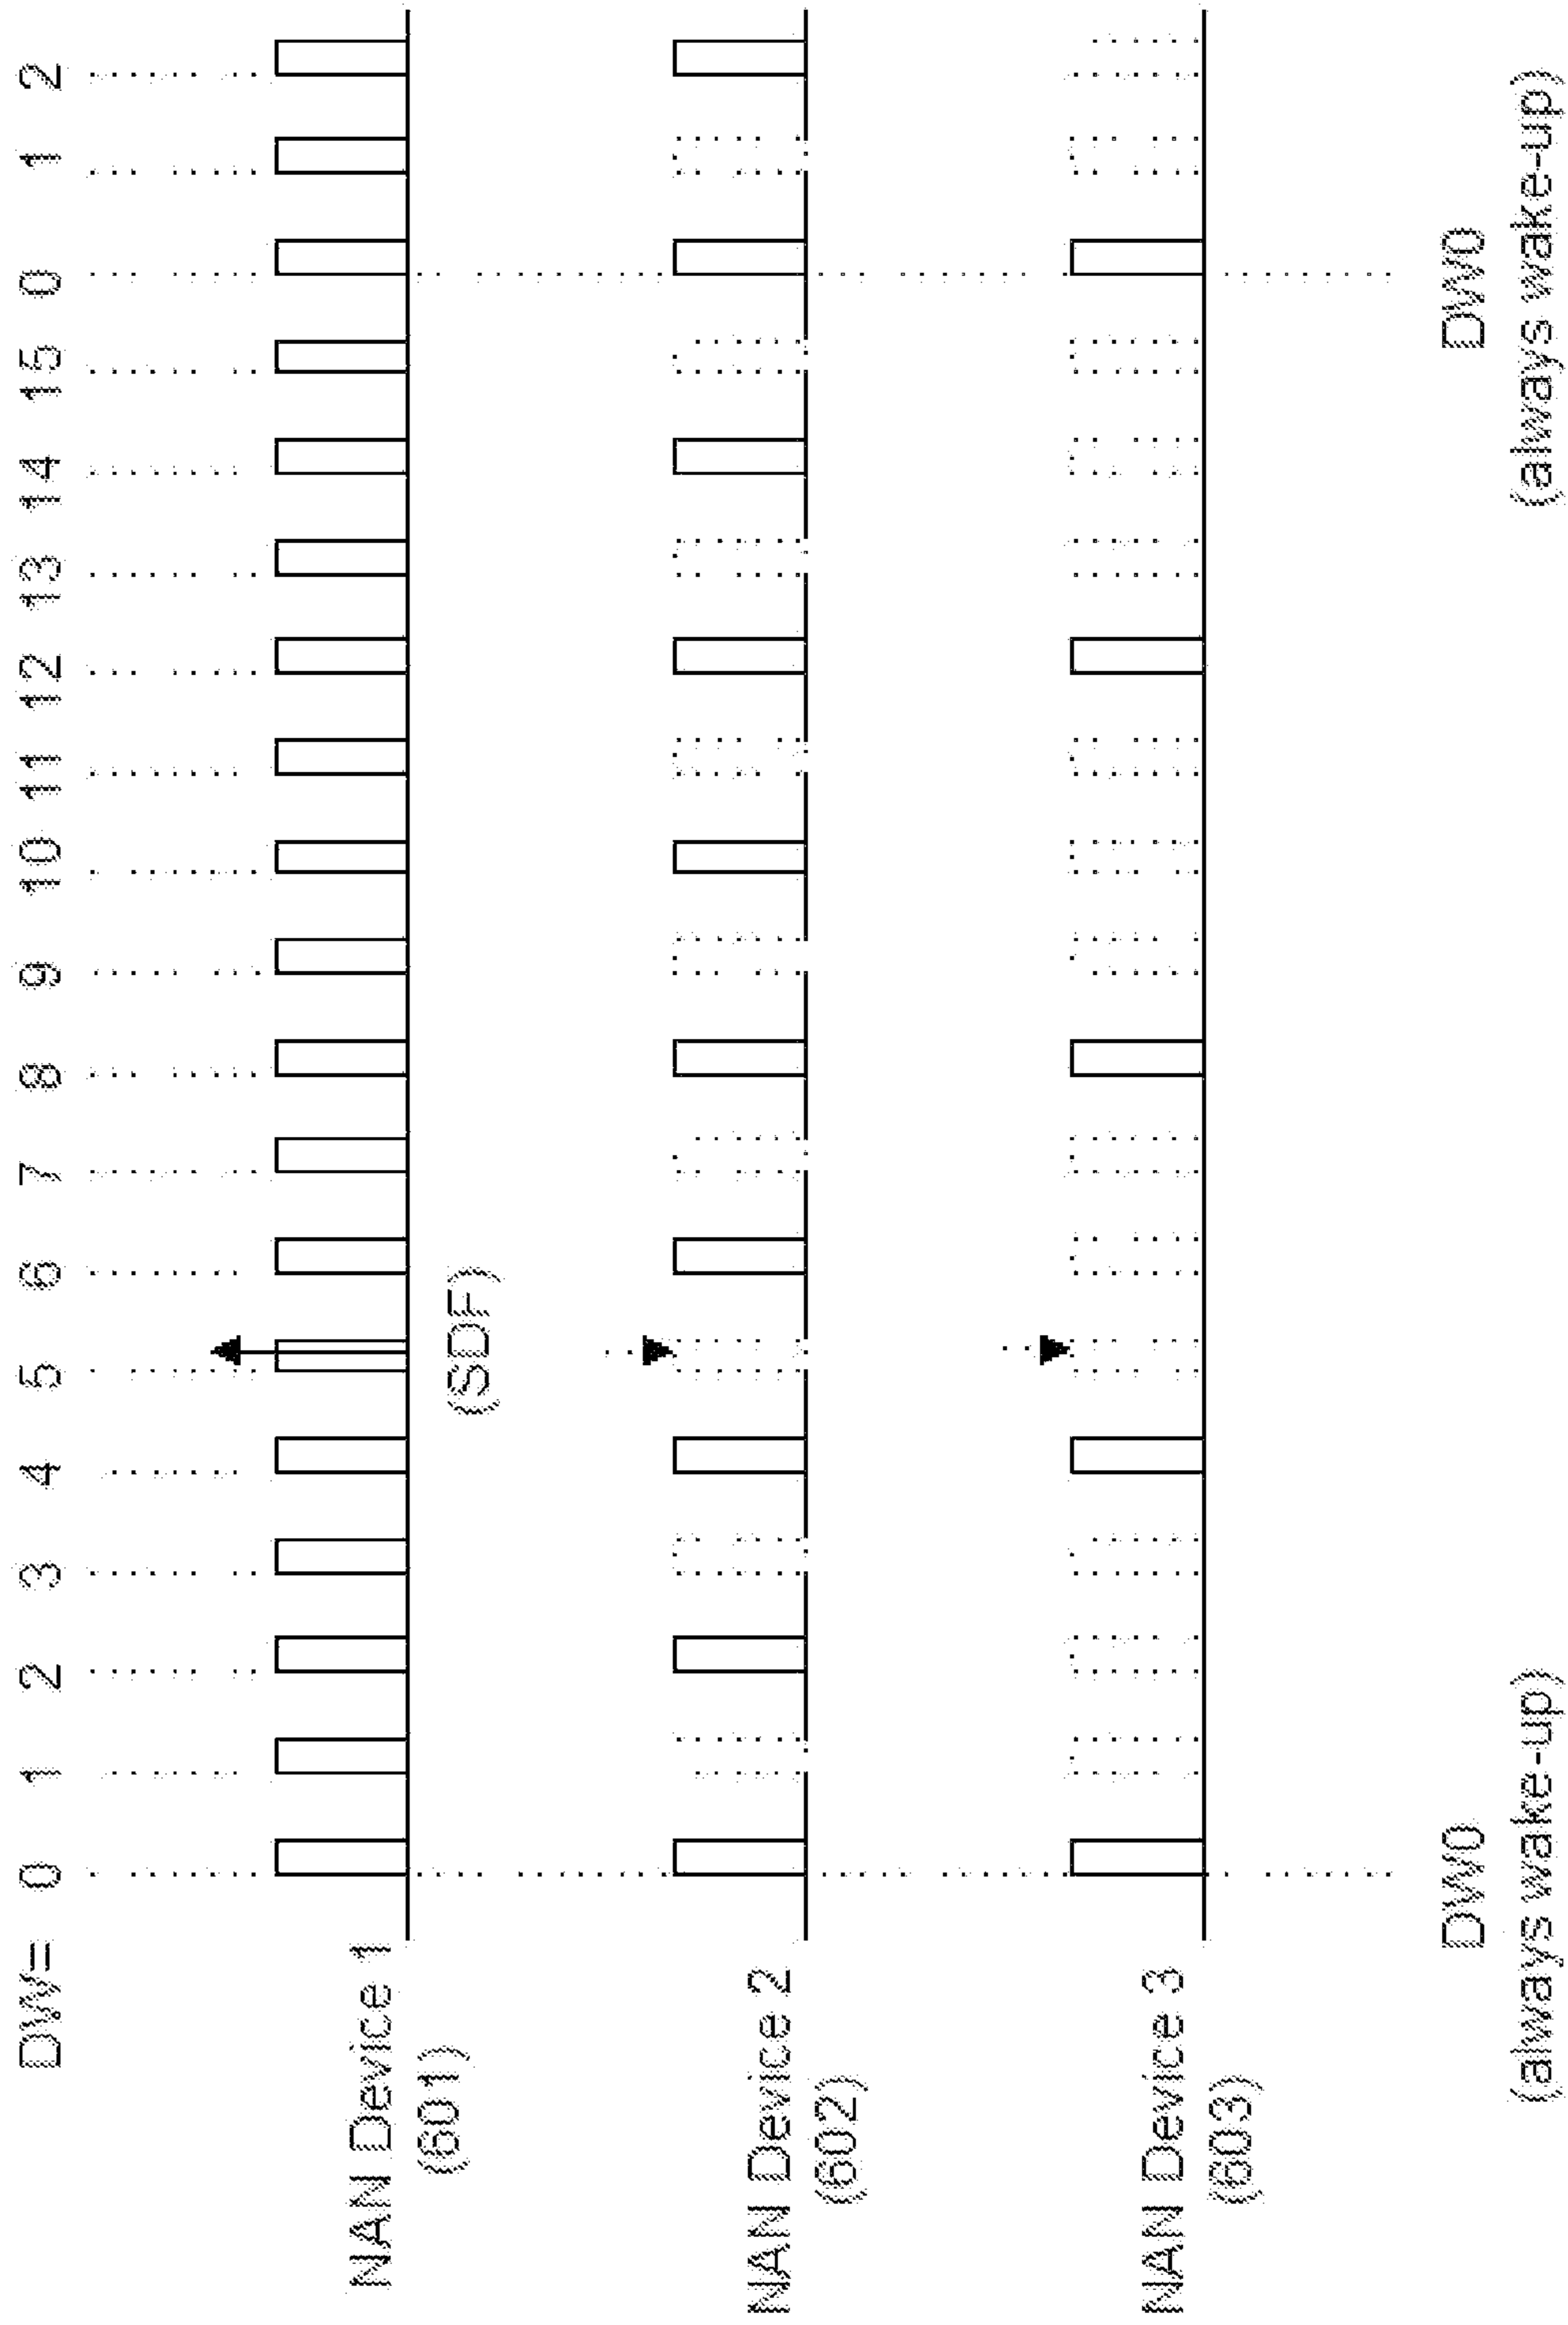 DW= 0 1 2 3 4 5 6 7 8 9 10 11 12 13 14 15 0 1 2
NAN Device 1
(601)
(SDF)
NAN Device 2
(602)
NAN Device 3
(603)
DW0
(always wake-up)
DW0
(always wake-up)